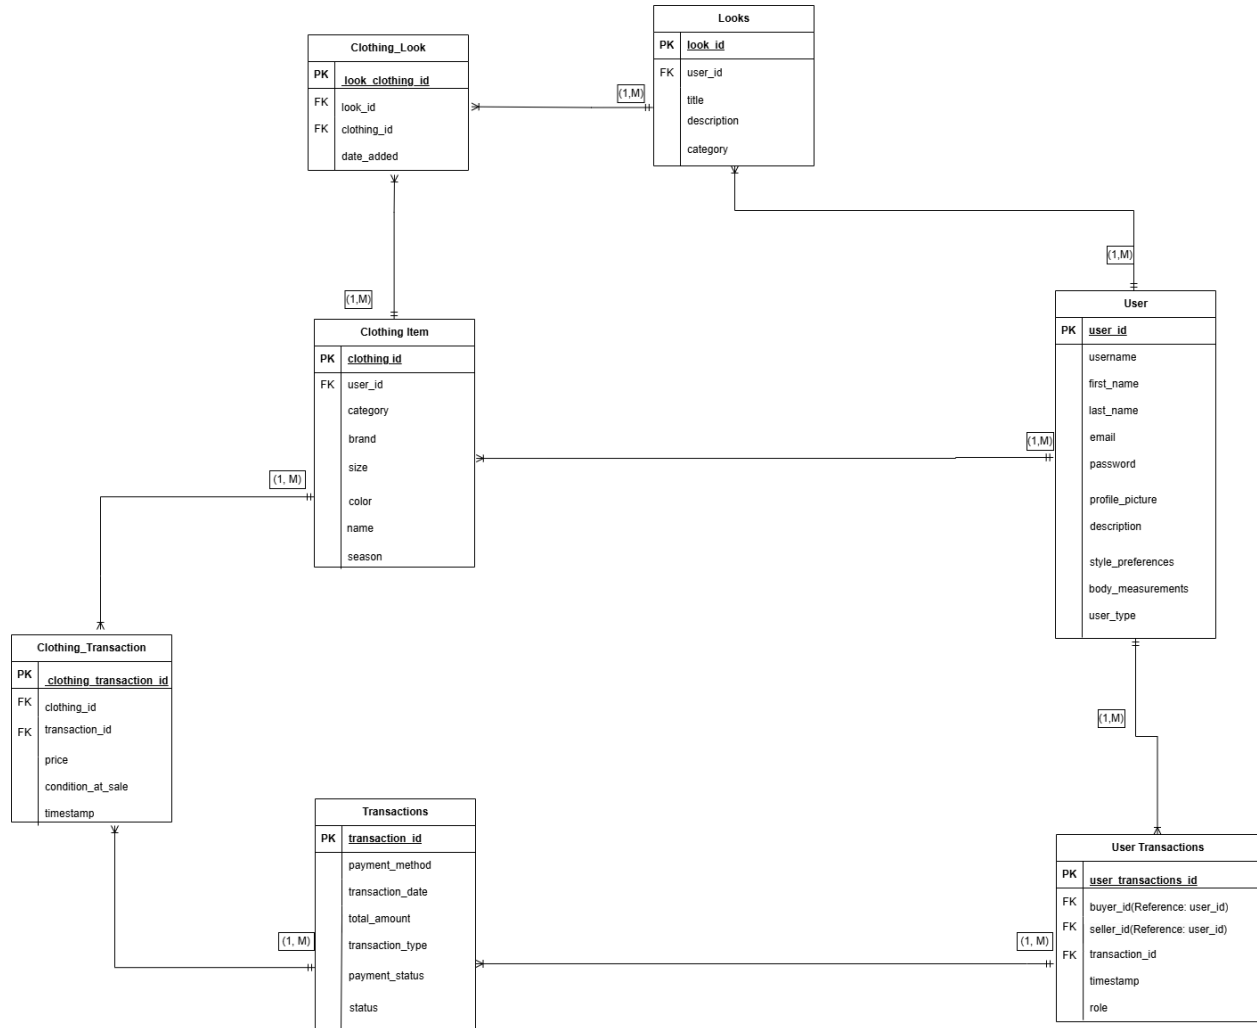 Looks
PK look_id
FK user_id
title
description
category
Clothing_Look
PK look_clothing_id
FK look_id
FK clothing_id
date_added
(1,M)
(1,M)
(1,M)
Clothing Item
PK clothing id
FK user_id
category
brand
size
color
name
season
User
PK user_id
username
first_name
last_name
email
password
profile_picture
description
style_preferences
body_measurements
user_type
(1,M)
(1, M)
Clothing_Transaction
PK clothing_transaction_id
FK clothing_id
FK transaction_id
price
condition_at_sale
timestamp
(1,M)
Transactions
PK transaction_id
payment_method
transaction_date
total_amount
transaction_type
payment_status
status
(1, M)
(1, M)
User Transactions
PK user_transactions_id
FK buyer_id(Reference: user_id)
FK seller_id(Reference: user_id)
FK transaction_id
timestamp
role